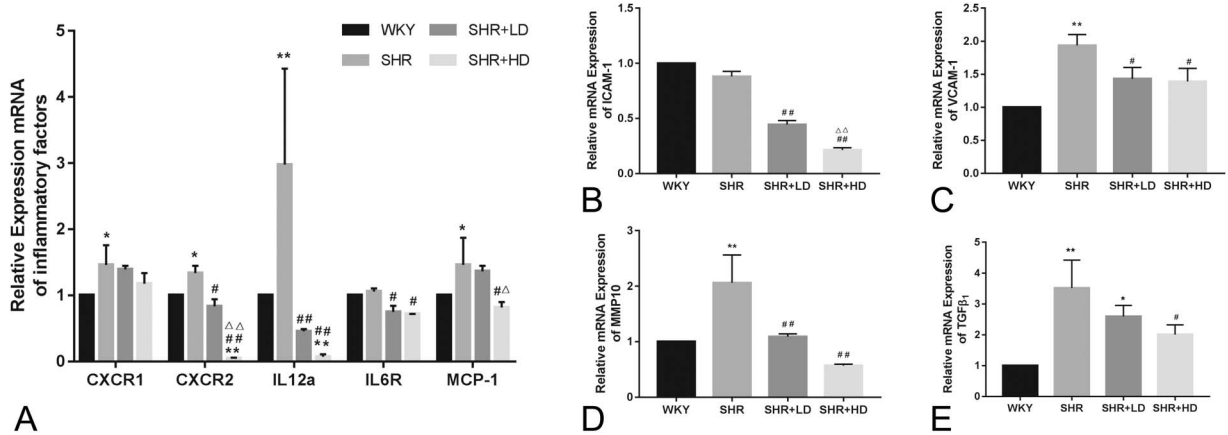 Relative Expression mRNA
of inflammatory factors
5
4
3
2
1
0
WKY
SHR
SHR+LD
SHR+HD
*
*
#
△△
##
**
**
##
##
**
#
#
*
#△
CXCR1
CXCR2
IL12a
IL6R
MCP-1
A
Relative mRNA Expression
of ICAM-1
1.5
1.0
0.5
0.0
##
△△
##
WKY
SHR
SHR+LD
SHR+HD
B
Relative mRNA Expression
of VCAM-1
2.5
2.0
1.5
1.0
0.5
0.0
**
#
#
WKY
SHR
SHR+LD
SHR+HD
C
Relative mRNA Expression
of MMP10
3
2
1
0
**
##
##
WKY
SHR
SHR+LD
SHR+HD
D
Relative mRNA Expression
of TGFβ1
5
4
3
2
1
0
**
*
#
WKY
SHR
SHR+LD
SHR+HD
E